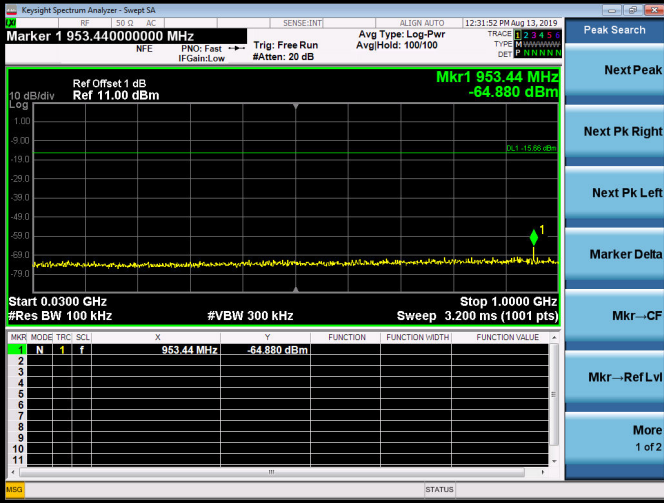 Keysight Spectrum Analyzer - Swept SA
RF 50 Ω AC SENSE:INT ALIGN AUTO 12:31:52 PM Aug 13, 2019
Marker 1 953.440000000 MHz
NFE
PNO: Fast
IFGain:Low
Trig: Free Run
#Atten: 20 dB
Avg Type: Log-Pwr
Avg|Hold: 100/100
TRACE 1 2 3 4 5 6
TYPE M WWWWW
DET P N N N N N
Peak Search
Next Peak
Next Pk Right
Next Pk Left
Marker Delta
Mkr→CF
Mkr→Ref Lvl
More
1 of 2
Mkr1 953.44 MHz
-64.880 dBm
Ref Offset 1 dB
10 dB/div Ref 11.00 dBm
Log
1.00
-9.00
-19.0
-29.0
-39.0
-49.0
-59.0
-69.0
-79.0
DL1 -15.66 dBm
1
Start 0.0300 GHz Stop 1.0000 GHz
#Res BW 100 kHz #VBW 300 kHz Sweep 3.200 ms (1001 pts)
MKR MODE TRC SCL X Y FUNCTION FUNCTION WIDTH FUNCTION VALUE
1 N 1 f 953.44 MHz -64.880 dBm
2
3
4
5
6
7
8
9
10
11
MSG STATUS